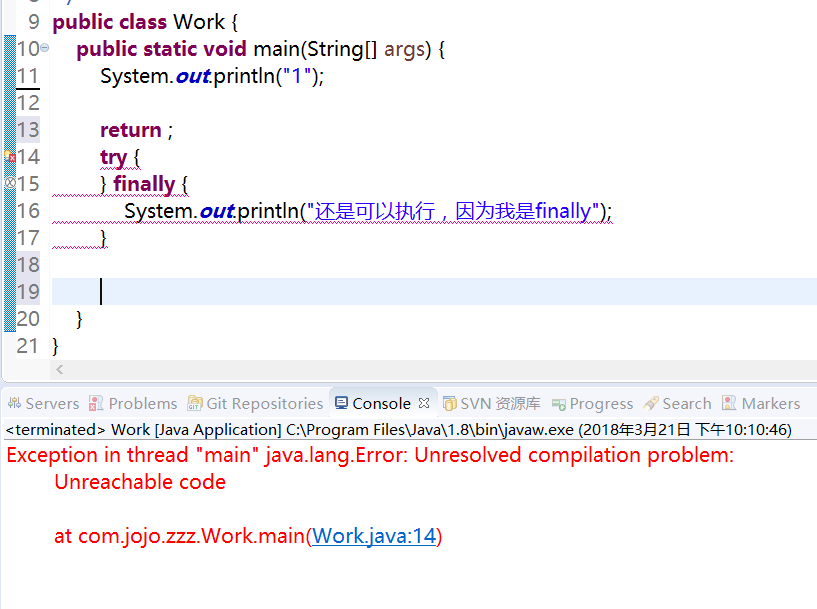 9 public class Work {
10 public static void main(String[] args) {
11 System.out.println("1");
12
13 return ;
14 try {
15 } finally {
16 System.out.println("还是可以执行，因为我是finally");
17 }
18
19
20 }
21 }
Servers Problems Git Repositories Console SVN 资源库 Progress Search Markers
<terminated> Work [Java Application] C:\Program Files\Java\1.8\bin\javaw.exe (2018年3月21日 下午10:10:46)
Exception in thread "main" java.lang.Error: Unresolved compilation problem:
Unreachable code
at com.jojo.zzz.Work.main(Work.java:14)